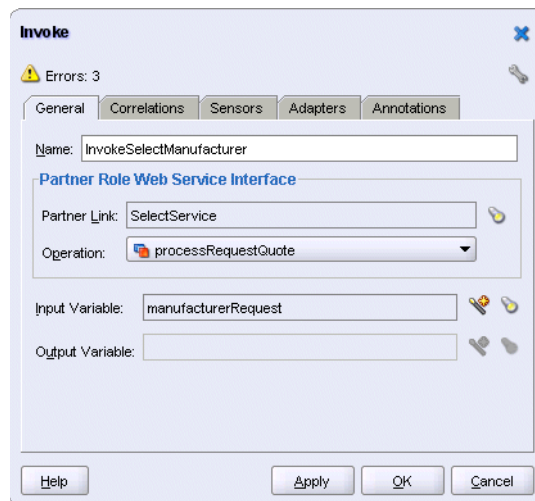 Invoke
Errors: 3
General Correlations Sensors Adapters Annotations
Name: InvokeSelectManufacturer
Partner Role Web Service Interface
Partner Link: SelectService
Operation: processRequestQuote
Input Variable: manufacturerRequest
Output Variable:
Help Apply OK Cancel